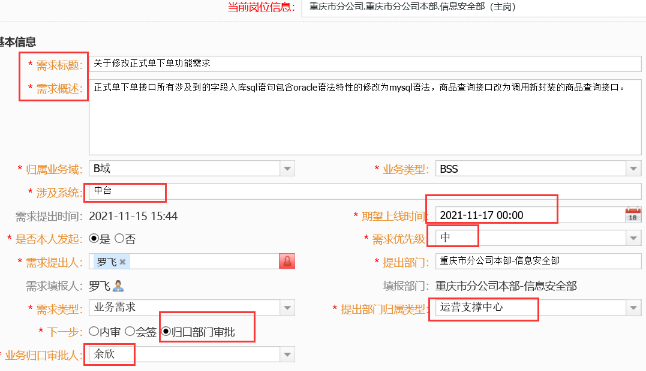 当前岗位信息: 重庆市分公司,重庆市分公司本部,信息安全部（主岗）
基本信息
* 需求标题: 关于修改正式单下单功能需求
* 需求概述: 正式单下单接口所有涉及到的字段入库sql语句包含oracle语法特性的修改为mysql语法，商品查询接口改为调用新封装的商品查询接口。
* 归属业务域: B域 * 业务类型: BSS
* 涉及系统: 中台
需求提出时间: 2021-11-15 15:44 * 期望上线时间: 2021-11-17 00:00
* 是否本人发起: 是 否 * 需求优先级: 中
* 需求提出人: 罗飞 * 提出部门: 重庆市分公司本部-信息安全部
需求填报人: 罗飞 填报部门: 重庆市分公司本部-信息安全部
* 需求类型: 业务需求 * 提出部门归属类型: 运营支撑中心
* 下一步: 内审 会签 归口部门审批
* 业务归口审批人: 余欣